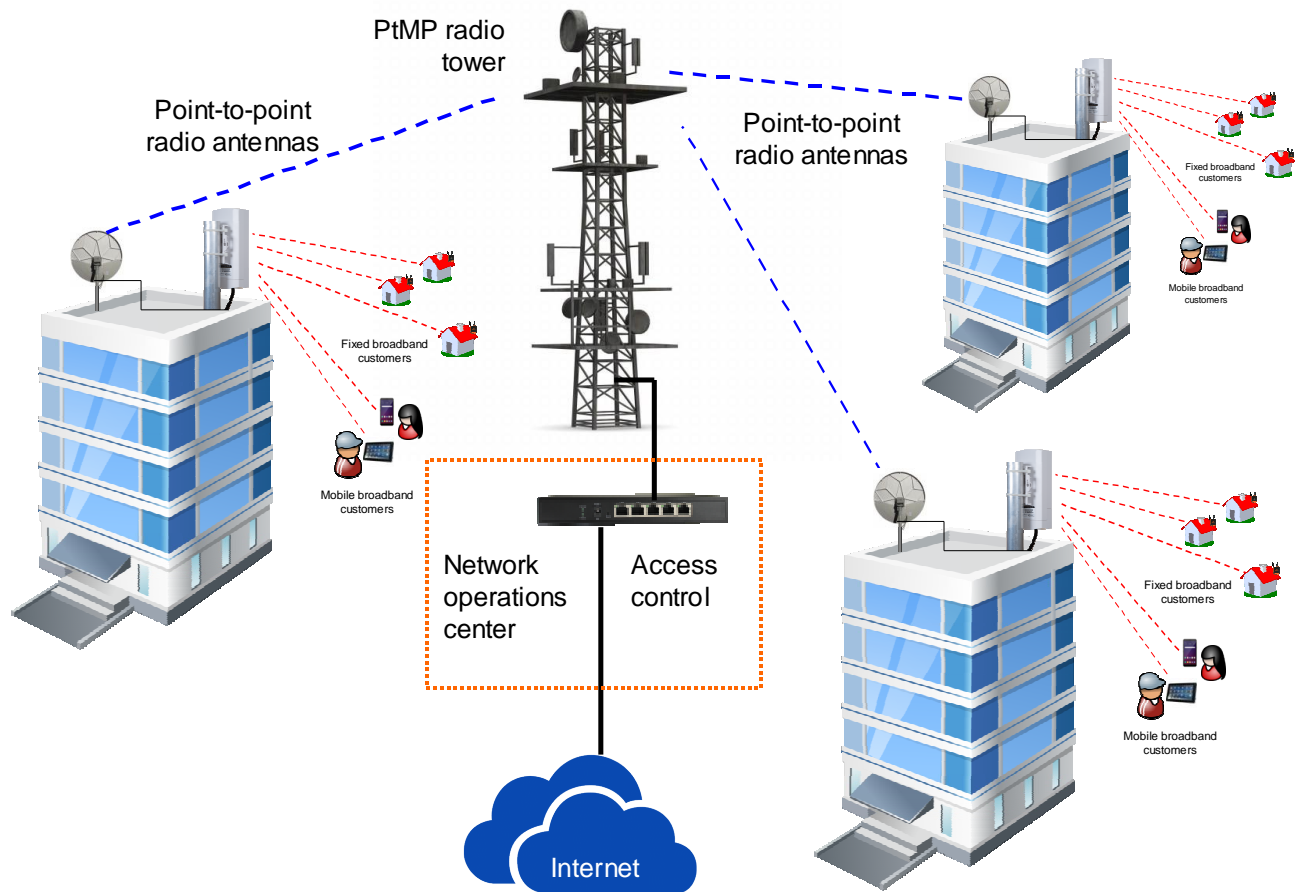 PtMP radio
tower
Point-to-point
radio antennas
Point-to-point
radio antennas
Fixed broadband
customers
Mobile broadband
customers
Fixed broadband
customers
Mobile broadband
customers
Network
operations
center
Access
control
Fixed broadband
customers
Mobile broadband
customers
Internet